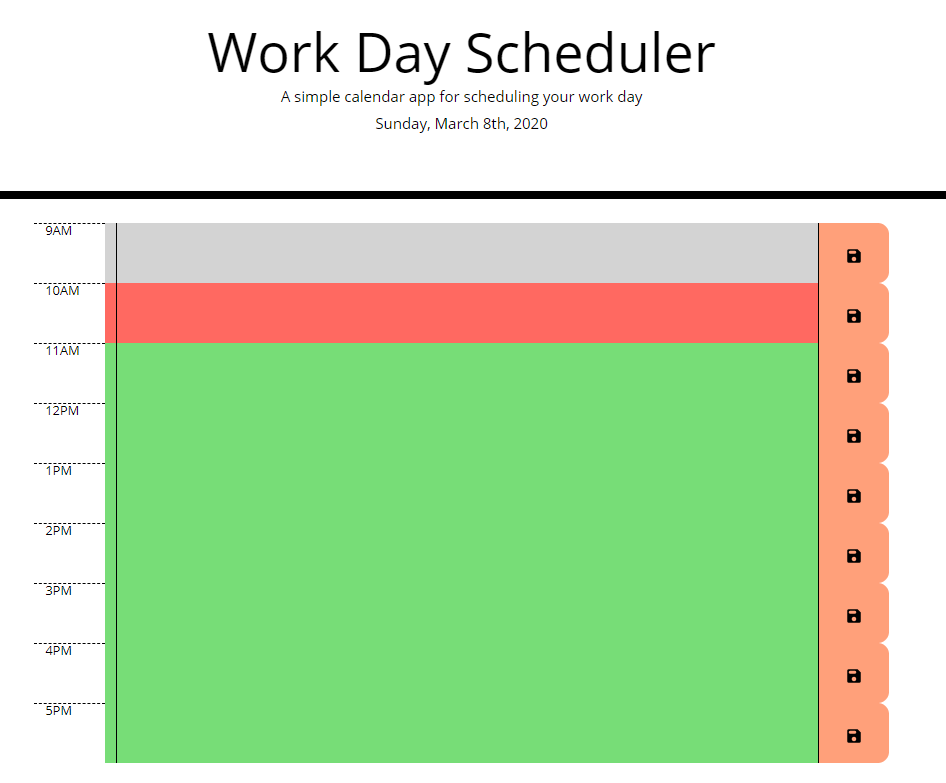 Work Day Scheduler
A simple calendar app for scheduling your work day
Sunday, March 8th, 2020
9AM
10AM
11AM
12PM
1PM
2PM
3PM
4PM
5PM